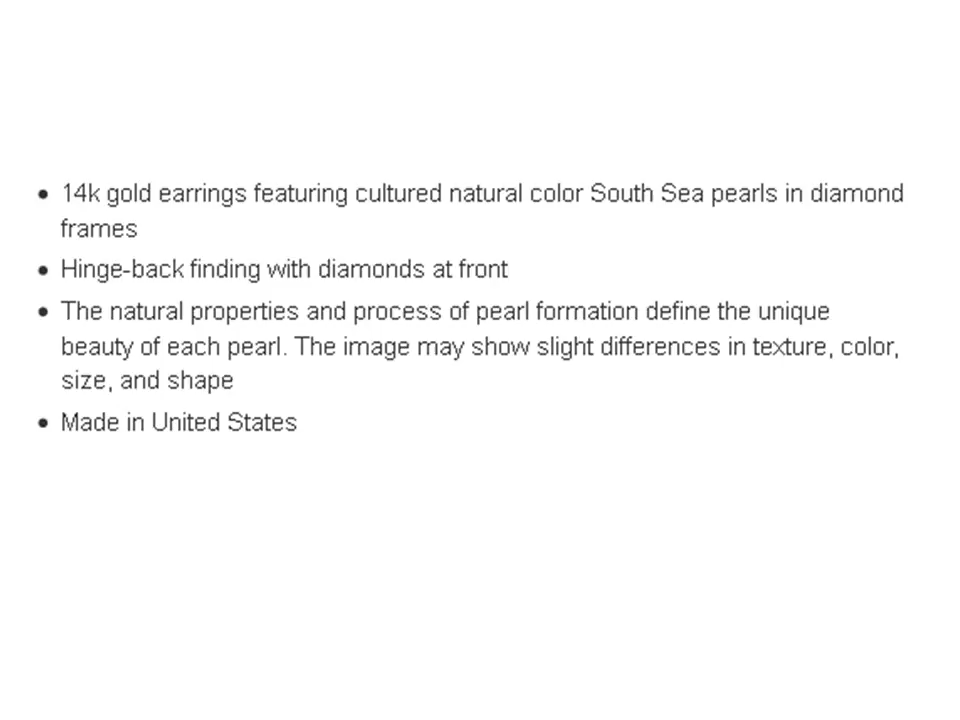 • 14k gold earrings featuring cultured natural color South Sea pearls in diamond
frames
• Hinge-back finding with diamonds at front
• The natural properties and process of pearl formation define the unique
beauty of each pearl. The image may show slight differences in texture, color,
size, and shape
• Made in United States